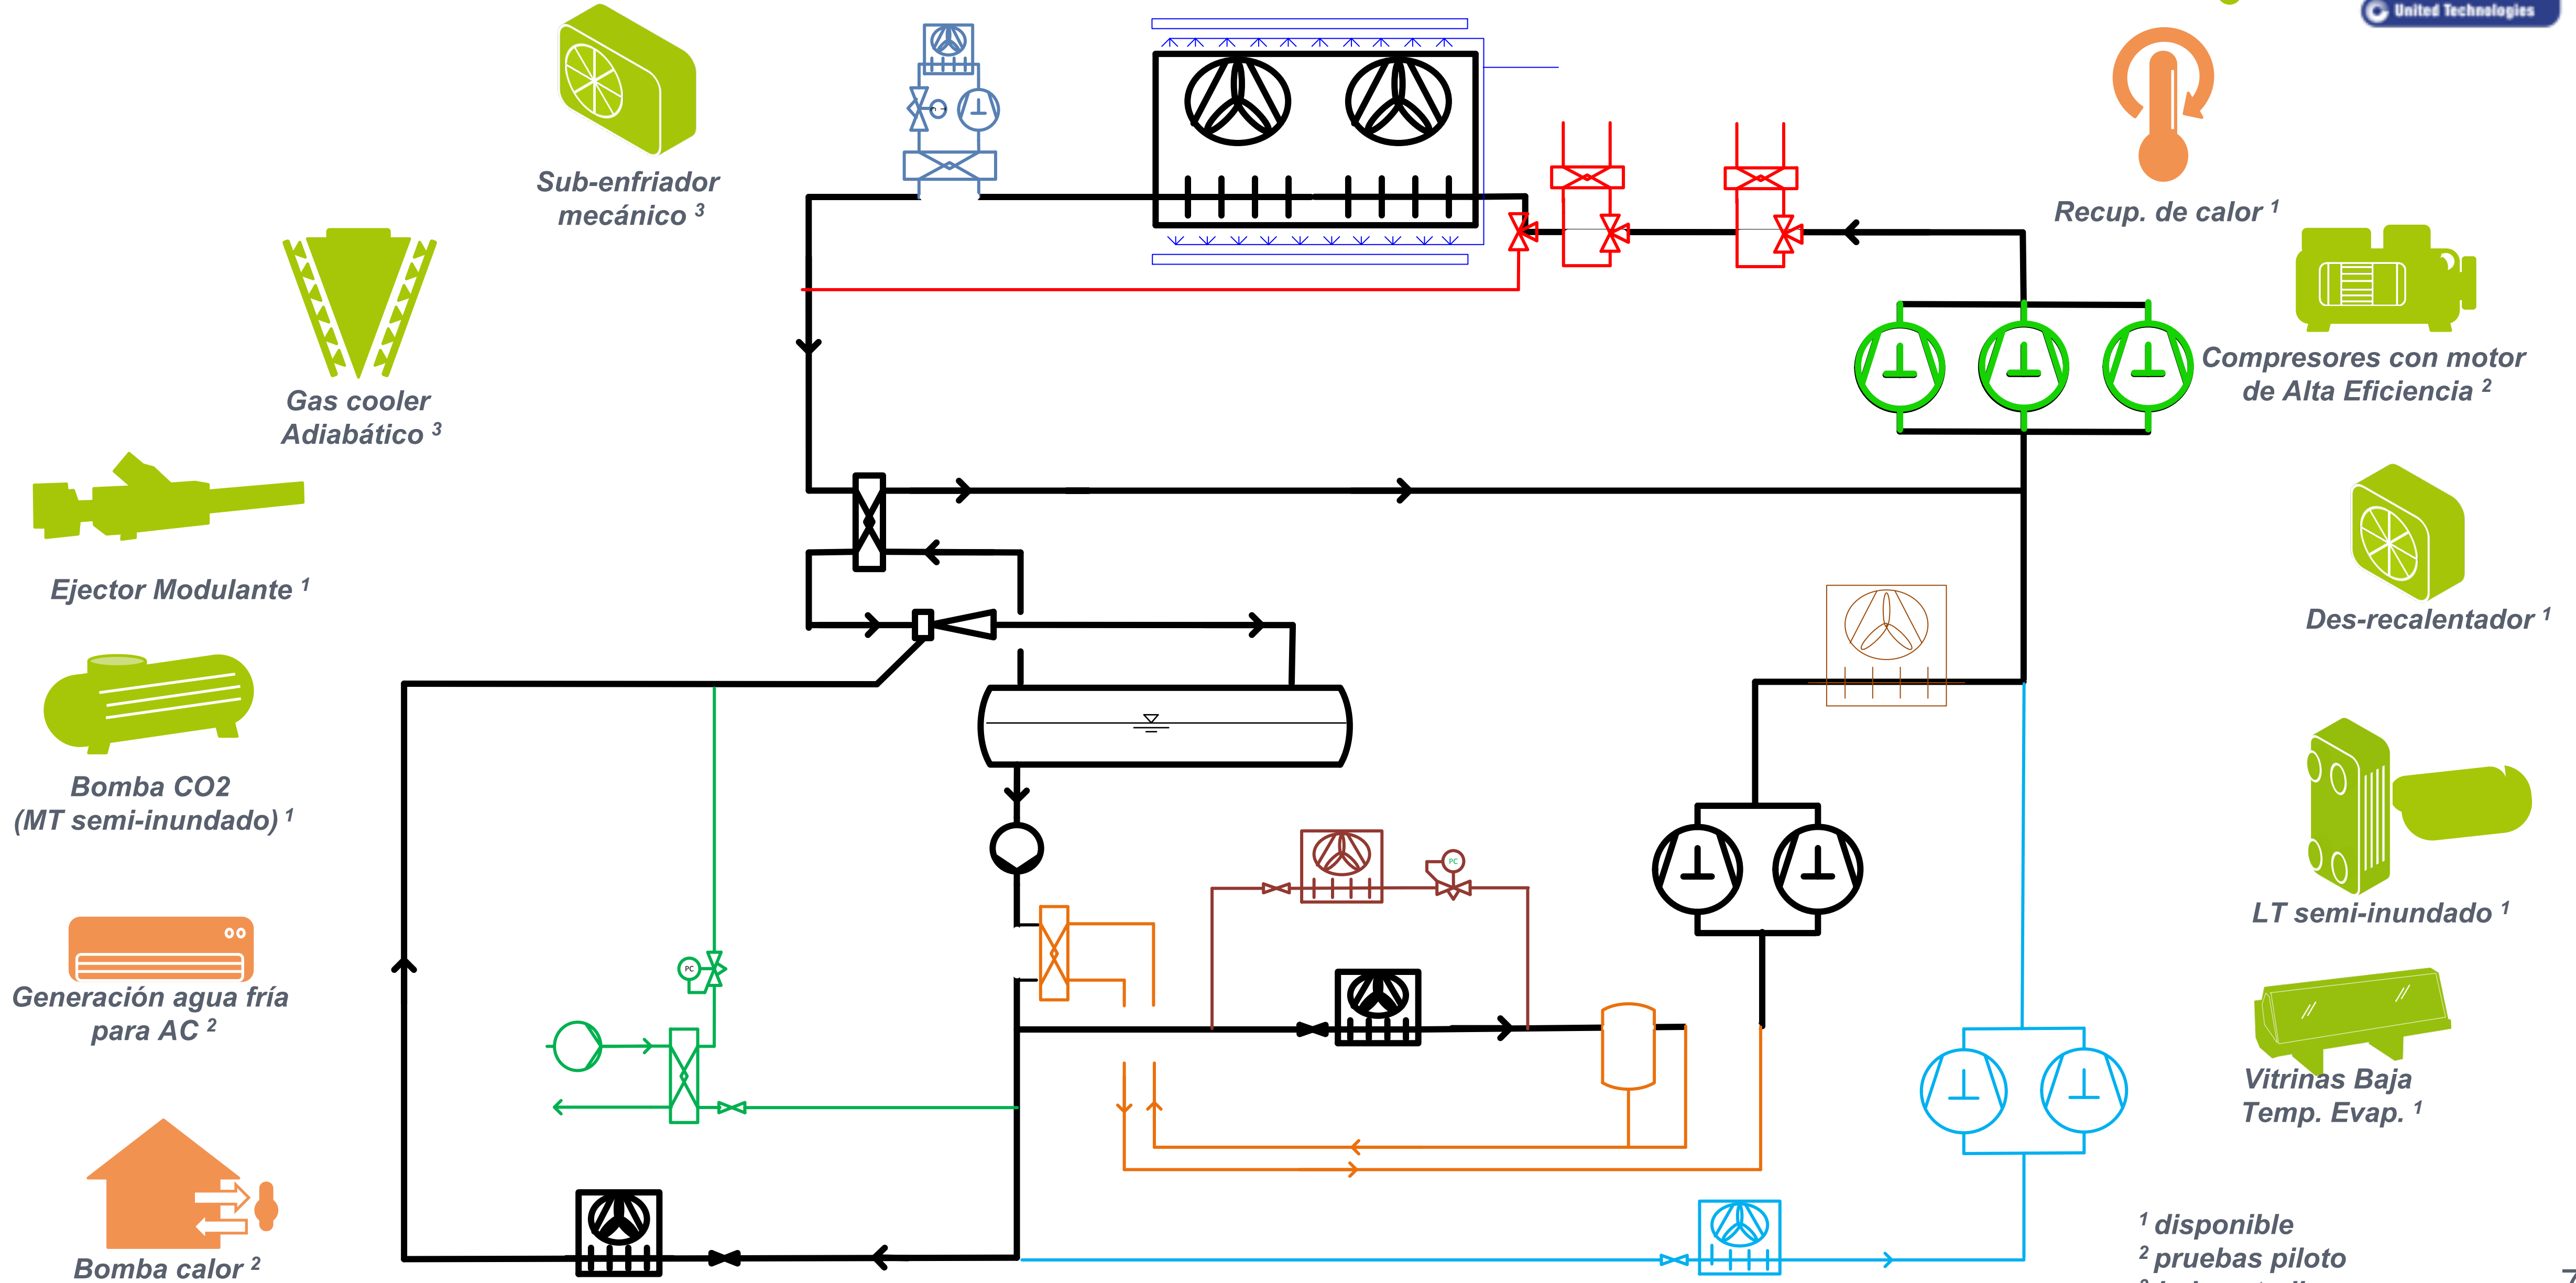 United Technologies
Sub-enfriador
mecánico ³
Gas cooler
Adiabático ³
Ejector Modulante ¹
Bomba CO2
(MT semi-inundado) ¹
Generación agua fría
para AC ²
Bomba calor ²
PC
PC
Recup. de calor ¹
Compresores con motor
de Alta Eficiencia ²
Des-recalentador ¹
LT semi-inundado ¹
Vitrinas Baja
Temp. Evap. ¹
¹ disponible
² pruebas piloto